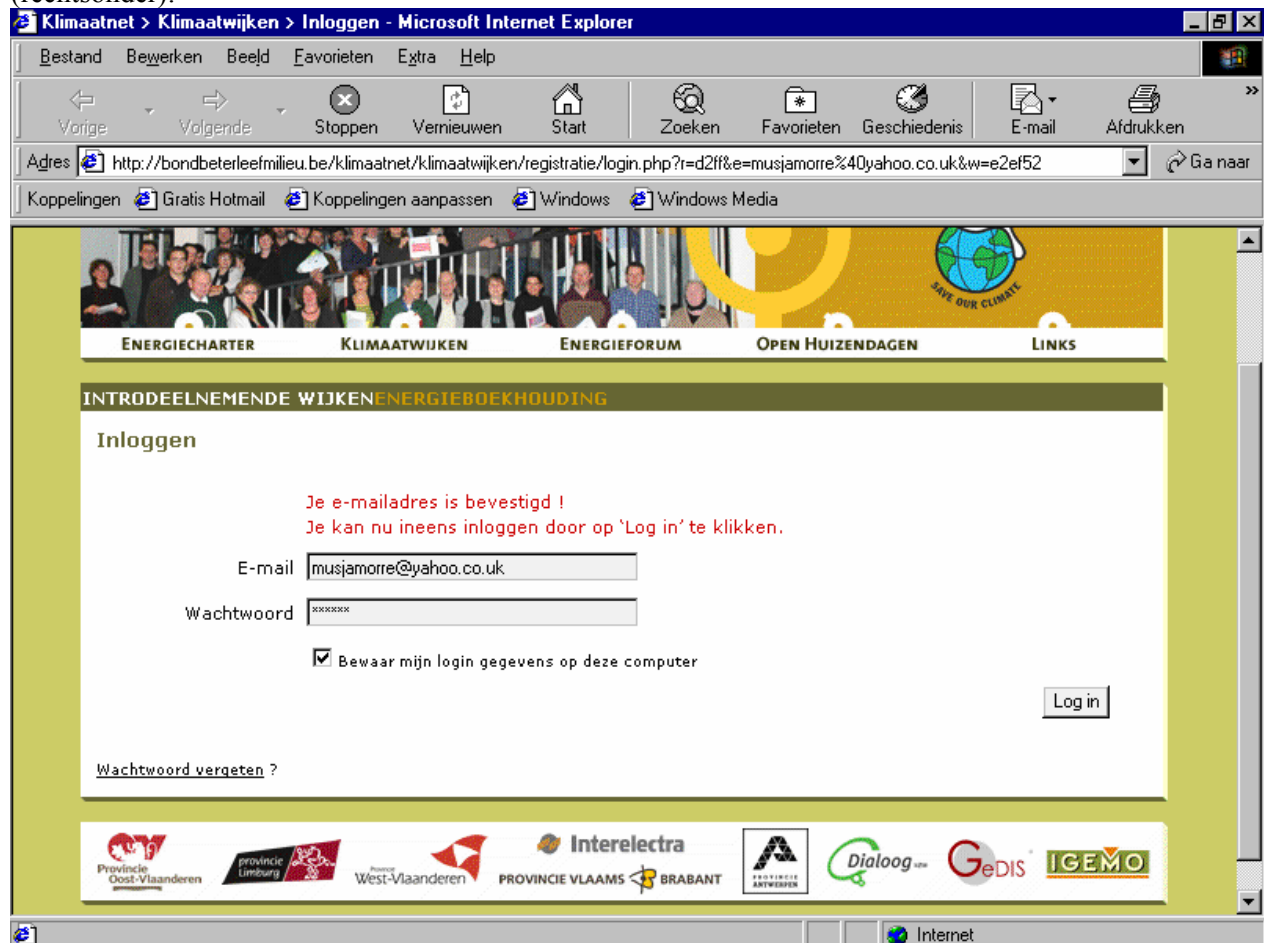 (rechtsonder).
Klimaatnet > Klimaatwijken > Inloggen - Microsoft Internet Explorer
Bestand Bewerken Beeld Favorieten Extra Help
Vorige Volgende Stoppen Vernieuwen Start Zoeken Favorieten Geschiedenis E-mail Afdrukken »
Adres http://bondbeterleefmilieu.be/klimaatnet/klimaatwijken/registratie/login.php?r=d2ff&e=musjamorre%40yahoo.co.uk&w=e2ef52 Ga naar
Koppelingen Gratis Hotmail Koppelingen aanpassen Windows Windows Media
SAVE OUR CLIMATE
ENERGIECHARTER KLIMAATWIJKEN ENERGIEFORUM OPEN HUIZENDAGEN LINKS
INTRODEELNEMENDE WIJKENENERGIEBOEKHOUDING
Inloggen
Je e-mailadres is bevestigd !
Je kan nu ineens inloggen door op ‘Log in’ te klikken.
E-mail musjamorre@yahoo.co.uk
Wachtwoord ××××××
Bewaar mijn login gegevens op deze computer
Log in
Wachtwoord vergeten ?
Provincie Oost-Vlaanderen
provincie Limburg
Provincie West-Vlaanderen
Interelectra
PROVINCIE VLAAMS BRABANT
PROVINCIE ANTWERPEN
Dialoog vzw
GeDIS
IGEMO
Internet